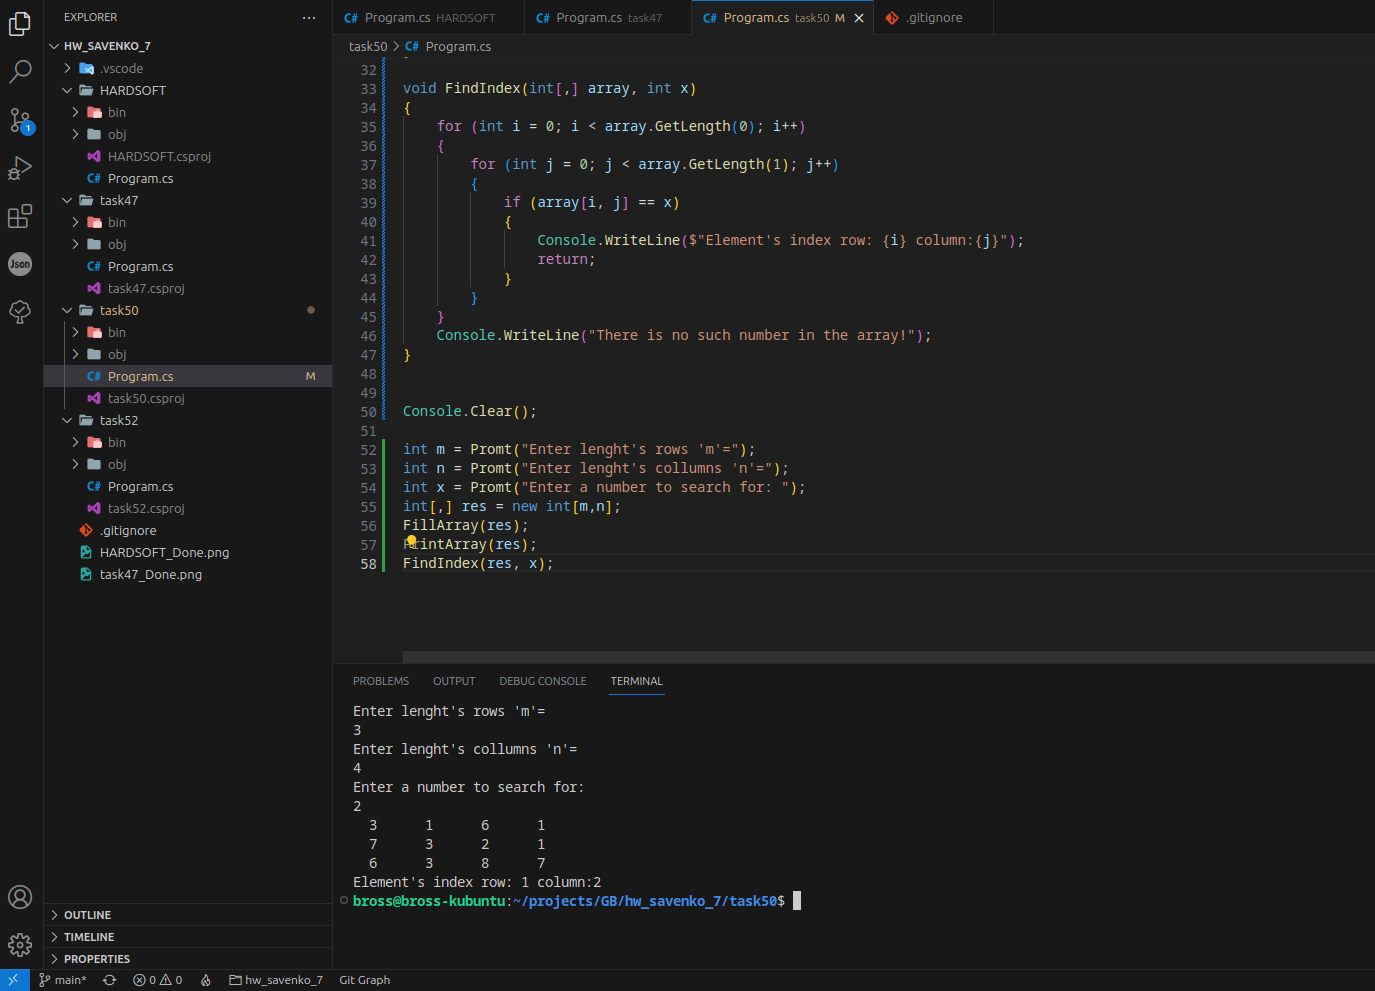 EXPLORER
HW_SAVENKO_7
.vscode
HARDSOFT
bin
obj
HARDSOFT.csproj
C# Program.cs
task47
bin
obj
C# Program.cs
task47.csproj
task50
bin
obj
C# Program.cs M
task50.csproj
task52
bin
obj
C# Program.cs
task52.csproj
.gitignore
HARDSOFT_Done.png
task47_Done.png
OUTLINE
TIMELINE
PROPERTIES
1
Json
C# Program.cs HARDSOFT
C# Program.cs task47
C# Program.cs task50 M
.gitignore
task50 > C# Program.cs
32
33 void FindIndex(int[,] array, int x)
34 {
35 for (int i = 0; i < array.GetLength(0); i++)
36 {
37 for (int j = 0; j < array.GetLength(1); j++)
38 {
39 if (array[i, j] == x)
40 {
41 Console.WriteLine($"Element's index row: {i} column:{j}");
42 return;
43 }
44 }
45 }
46 Console.WriteLine("There is no such number in the array!");
47 }
48
49
50 Console.Clear();
51
52 int m = Promt("Enter lenght's rows 'm'=");
53 int n = Promt("Enter lenght's collumns 'n'=");
54 int x = Promt("Enter a number to search for: ");
55 int[,] res = new int[m,n];
56 FillArray(res);
57 PrintArray(res);
58 FindIndex(res, x);
PROBLEMS OUTPUT DEBUG CONSOLE TERMINAL
Enter lenght's rows 'm'=
3
Enter lenght's collumns 'n'=
4
Enter a number to search for:
2
3 1 6 1
7 3 2 1
6 3 8 7
Element's index row: 1 column:2
bross@bross-kubuntu:~/projects/GB/hw_savenko_7/task50$
main* 0 0 hw_savenko_7 Git Graph